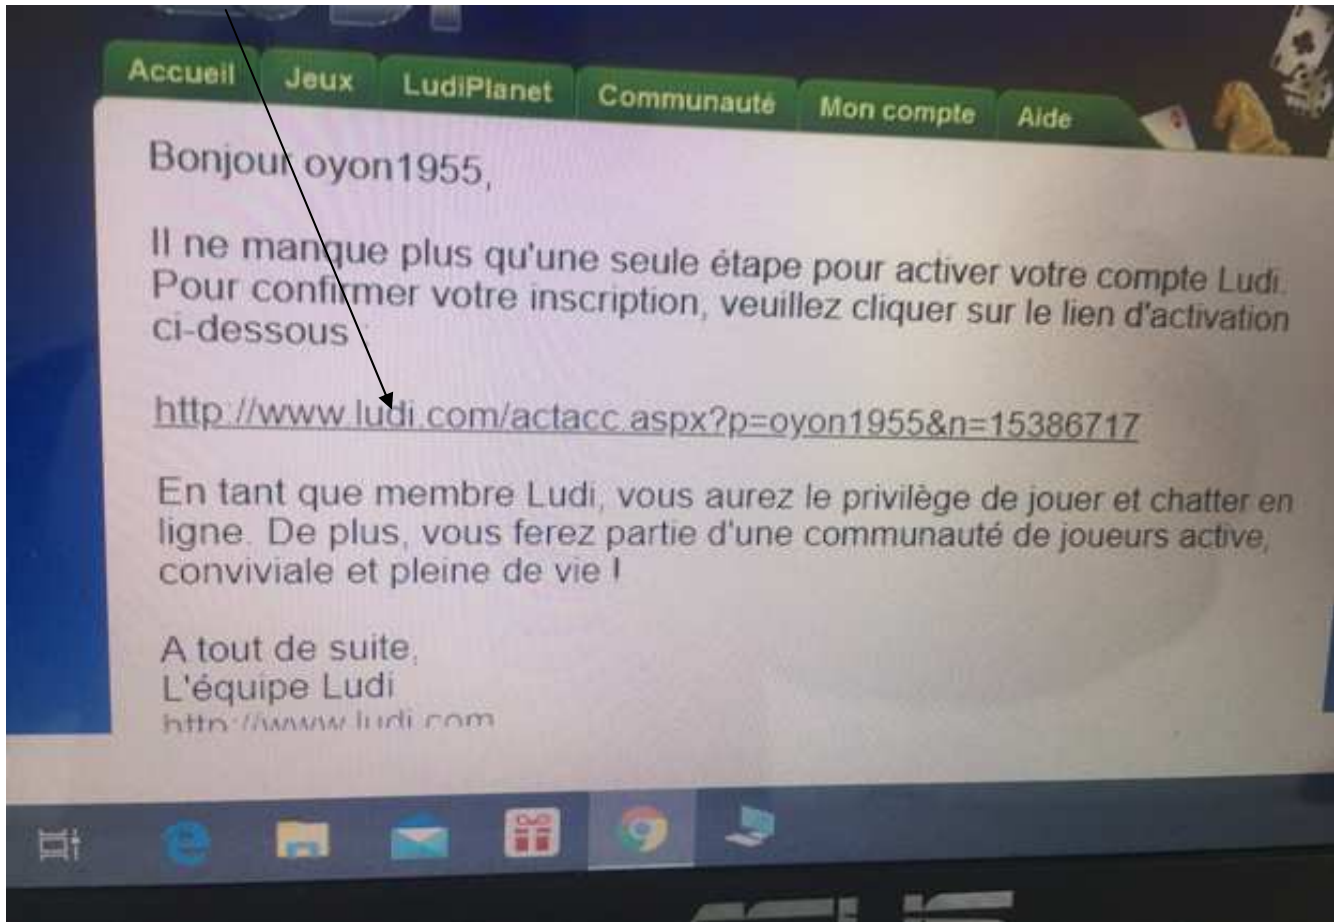 Accueil Jeux LudiPlanet Communauté Mon compte Aide
Bonjour oyon1955,
Il ne manque plus qu'une seule étape pour activer votre compte Ludi.
Pour confirmer votre inscription, veuillez cliquer sur le lien d'activation
ci-dessous :
http://www.ludi.com/actacc.aspx?p=oyon1955&n=15386717
En tant que membre Ludi, vous aurez le privilège de jouer et chatter en
ligne. De plus, vous ferez partie d'une communauté de joueurs active,
conviviale et pleine de vie !
A tout de suite,
L'équipe Ludi
http://www.ludi.com